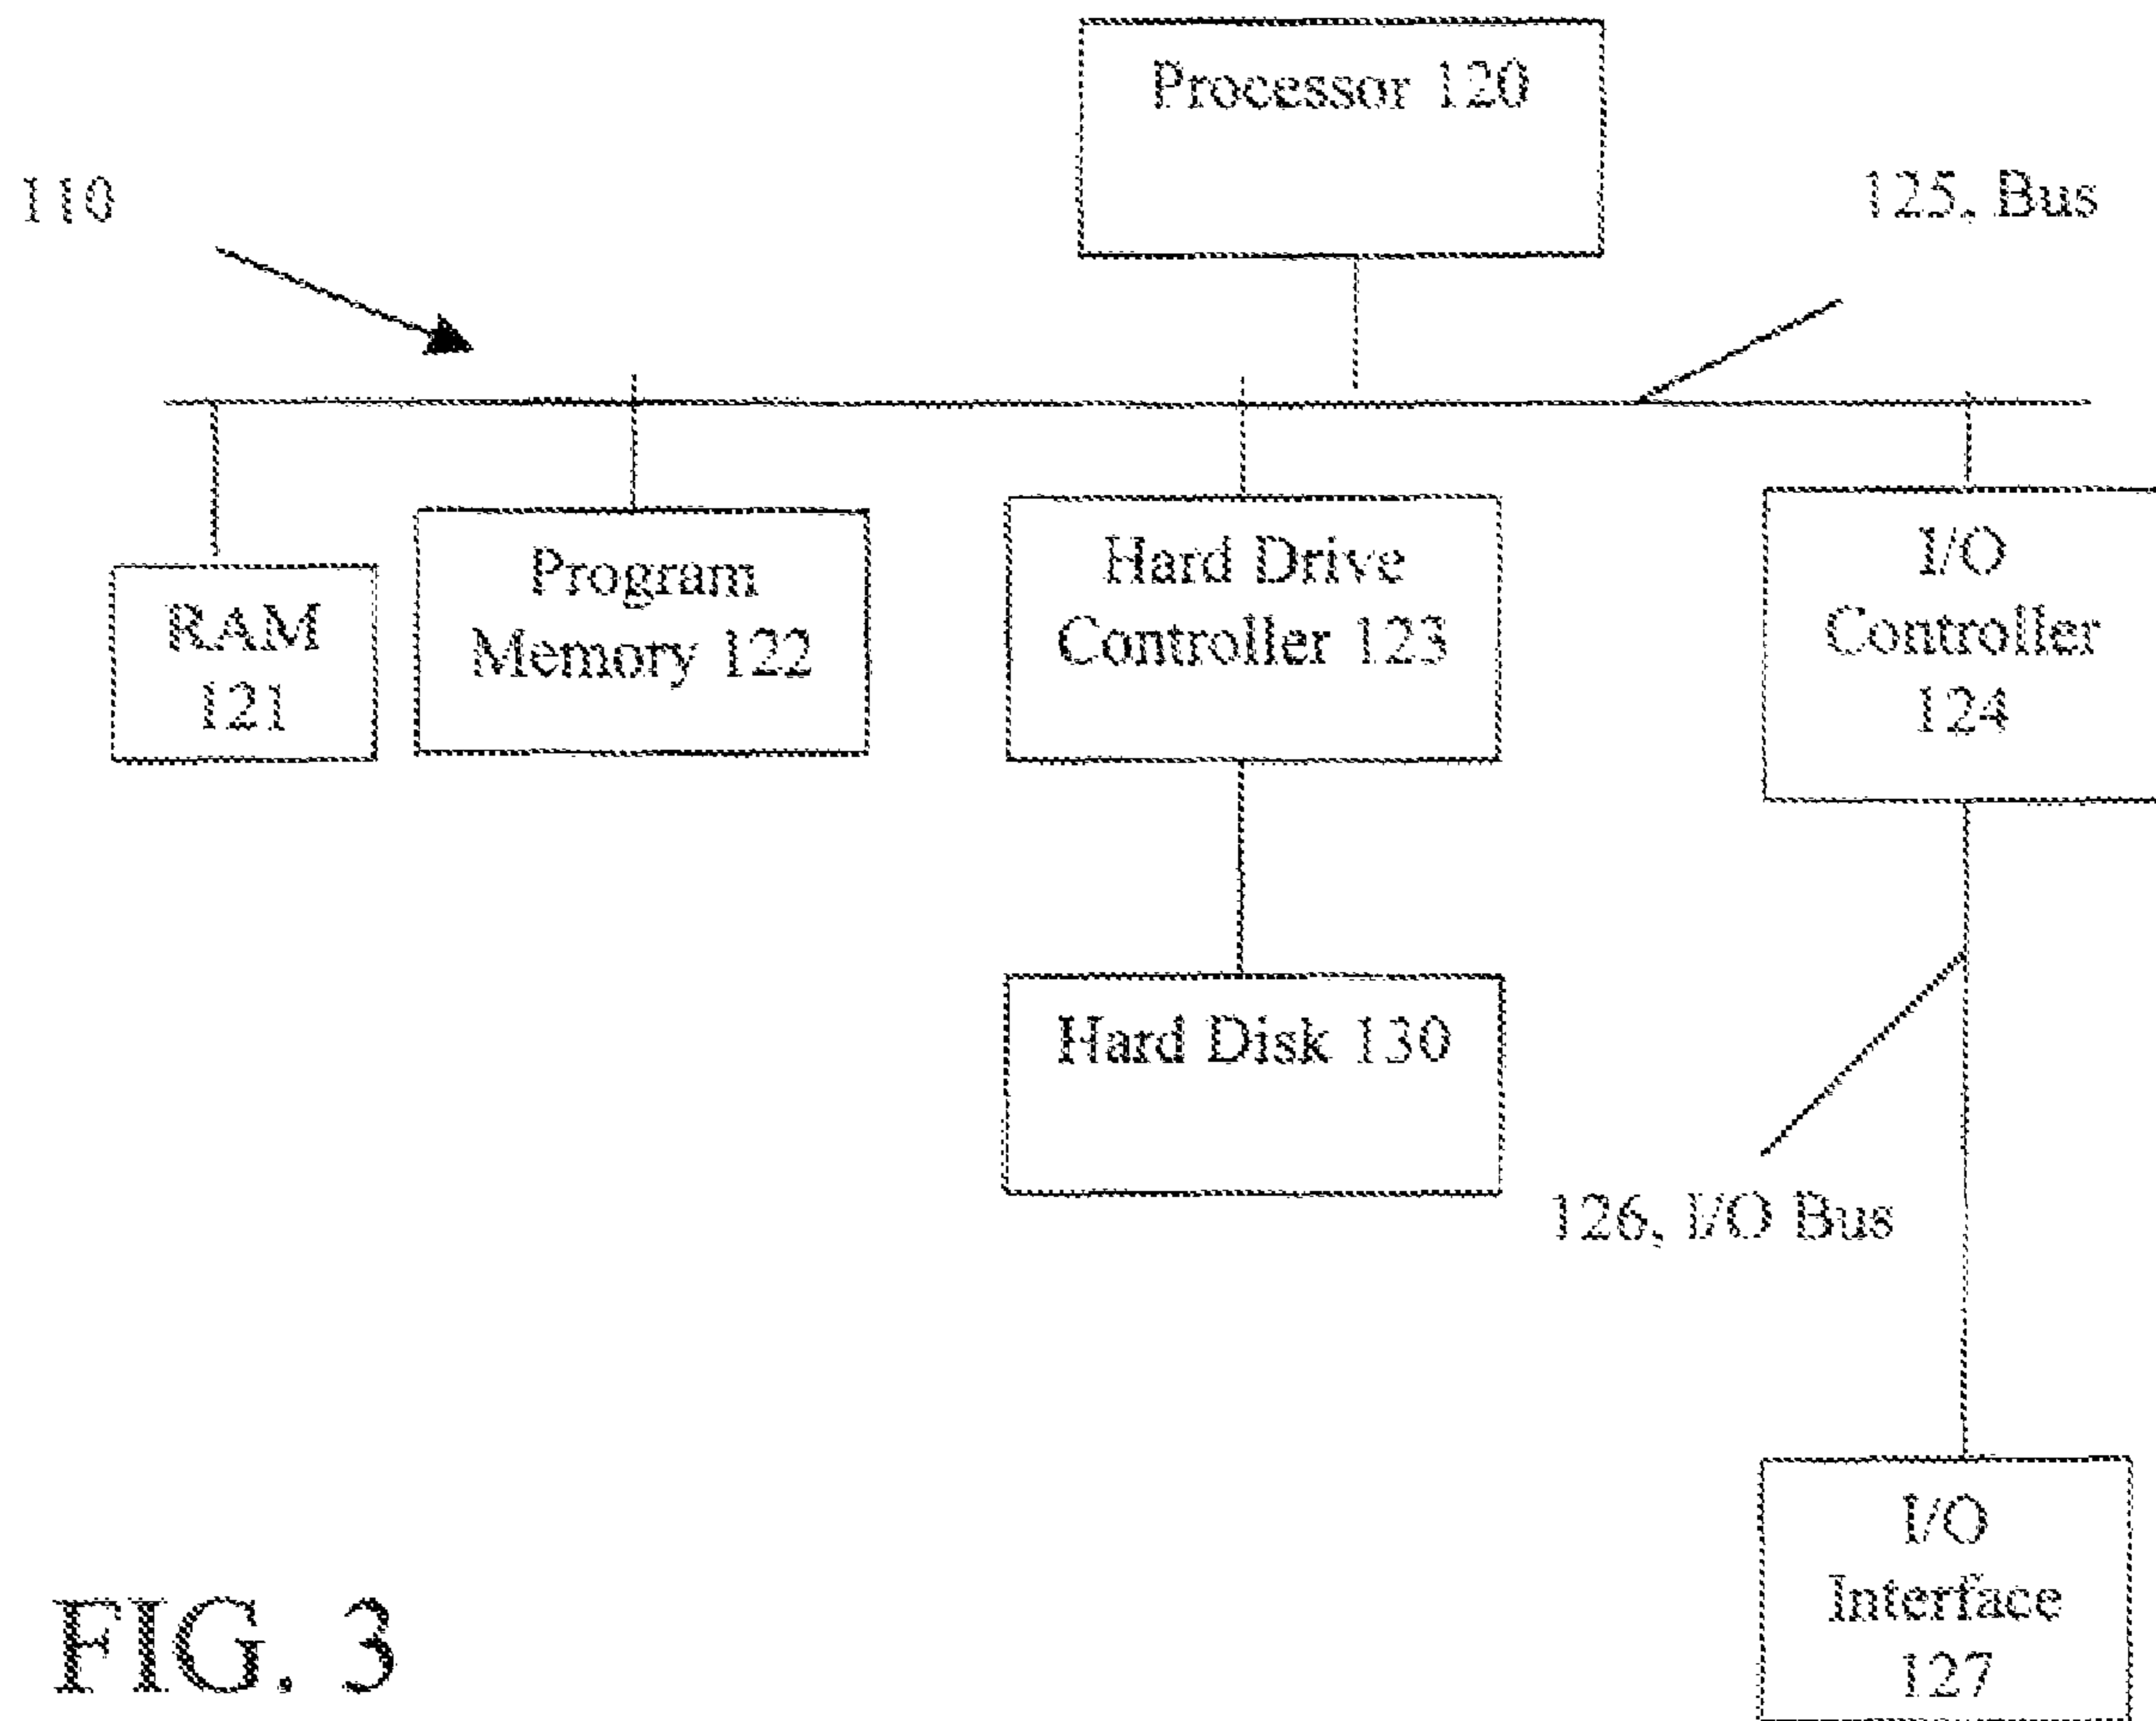 Processor 120
110
125, Bus
RAM
121
Program
Memory 122
Hard Drive
Controller 123
I/O
Controller
124
Hard Disk 130
126, I/O Bus
I/O
Interface
127
FIG. 3